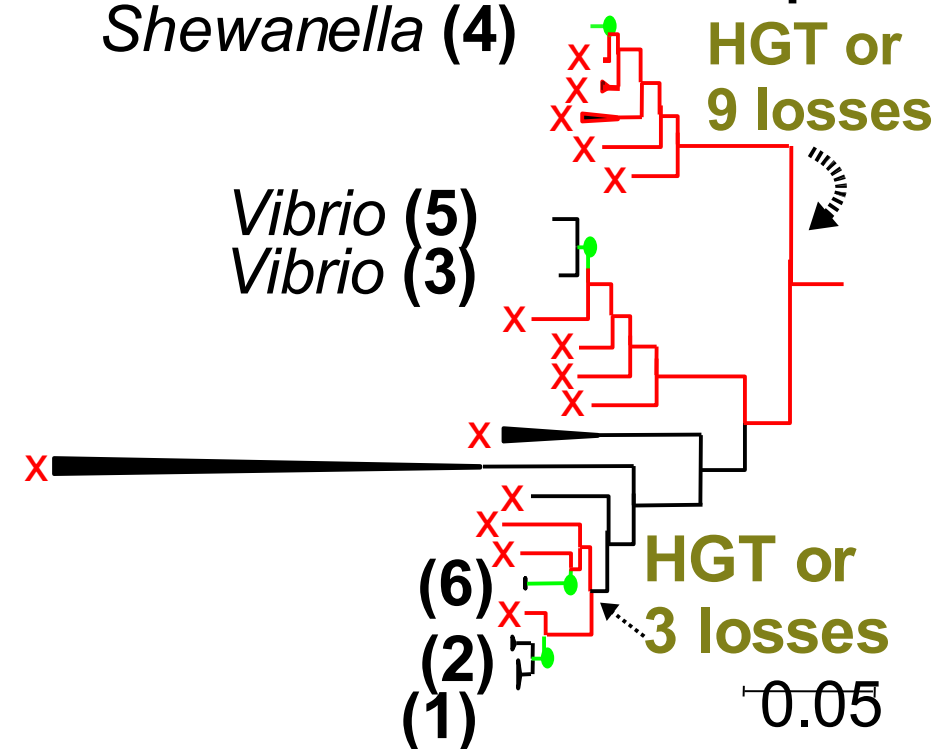 Shewanella (4)
HGT or
9 losses
X
X
X
X
X
Vibrio (5)
Vibrio (3)
X
X
X
X
X
X
X
X
X
HGT or
3 losses
(6)
X
(2)
(1)
0.05